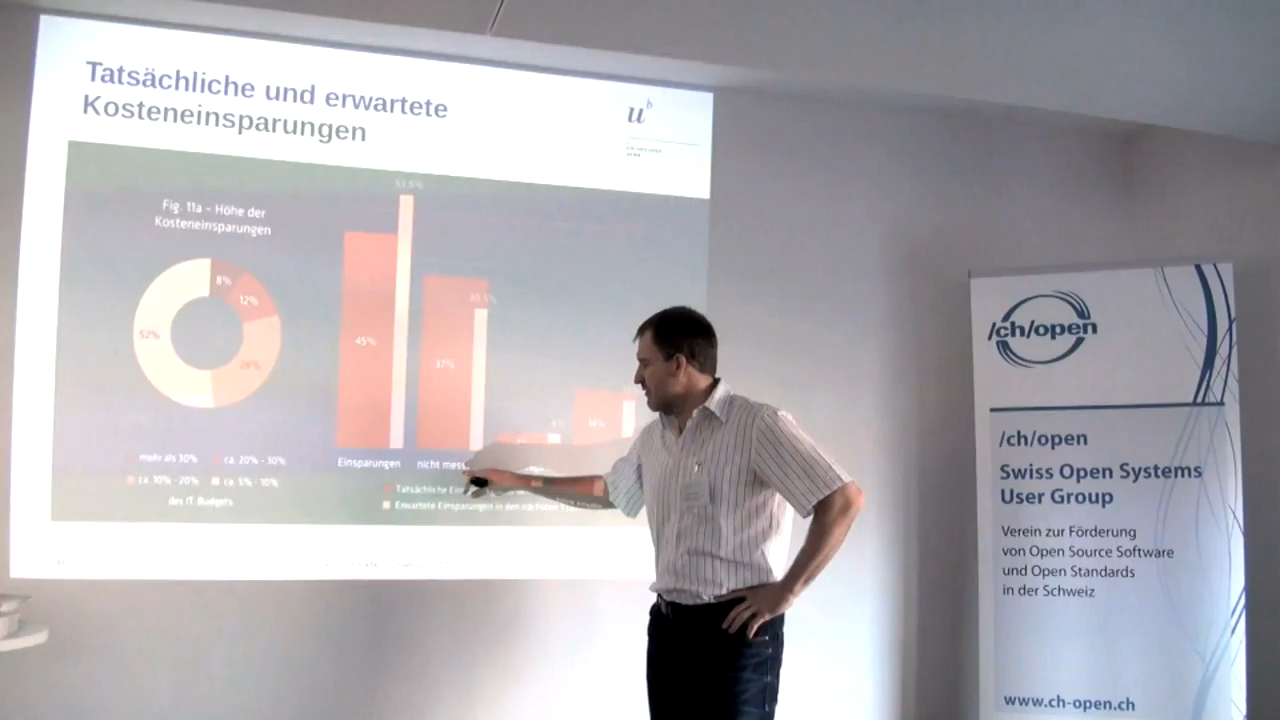 Tatsächliche und erwartete
Kosteneinsparungen
u
b
Fig. 11a – Höhe der
Kosteneinsparungen
8%
12%
28%
52%
mehr als 30%
ca. 20% - 30%
ca. 10% - 20%
ca. 5% - 10%
des IT Budgets
45%
37%
14%
Einsparungen
nicht mess
Tatsächliche
Erwartete Einsparungen in den nächsten
/ch/open
/ch/open
Swiss Open Systems
User Group
Verein zur Förderung
von Open Source Software
und Open Standards
in der Schweiz
www.ch-open.ch